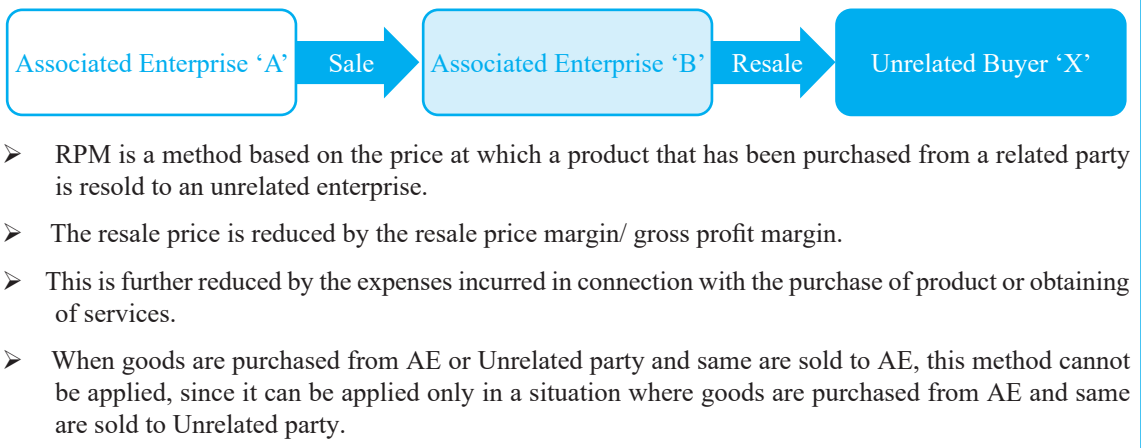 Associated Enterprise ‘A’ Sale Associated Enterprise ‘B’ Resale Unrelated Buyer ‘X’
➢ RPM is a method based on the price at which a product that has been purchased from a related party
is resold to an unrelated enterprise.
➢ The resale price is reduced by the resale price margin/ gross profit margin.
➢ This is further reduced by the expenses incurred in connection with the purchase of product or obtaining
of services.
➢ When goods are purchased from AE or Unrelated party and same are sold to AE, this method cannot
be applied, since it can be applied only in a situation where goods are purchased from AE and same
are sold to Unrelated party.